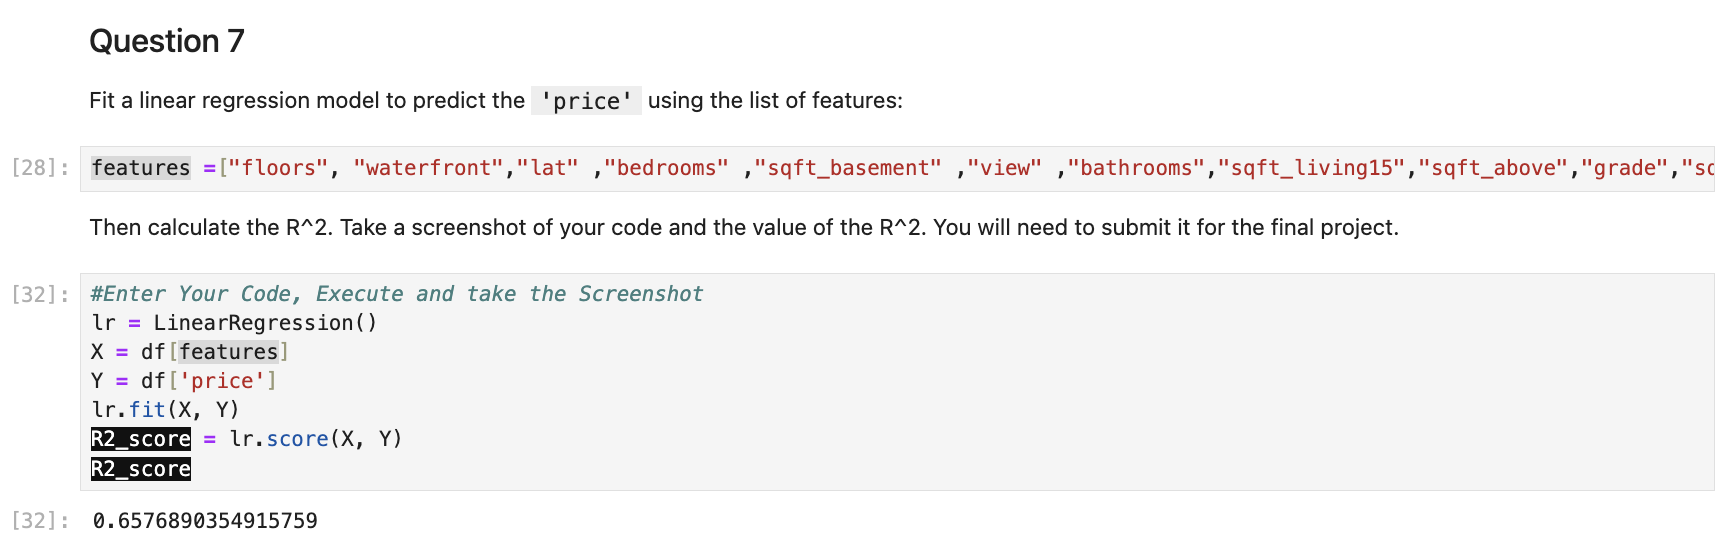 Question 7
Fit a linear regression model to predict the 'price' using the list of features:
[28]: features =["floors", "waterfront","lat" ,"bedrooms" ,"sqft_basement" ,"view" ,"bathrooms","sqft_living15","sqft_above","grade","sc
Then calculate the R^2. Take a screenshot of your code and the value of the R^2. You will need to submit it for the final project.
[32]: #Enter Your Code, Execute and take the Screenshot
lr = LinearRegression()
X = df[features]
Y = df['price']
lr.fit(X, Y)
R2_score = lr.score(X, Y)
R2_score
[32]: 0.6576890354915759